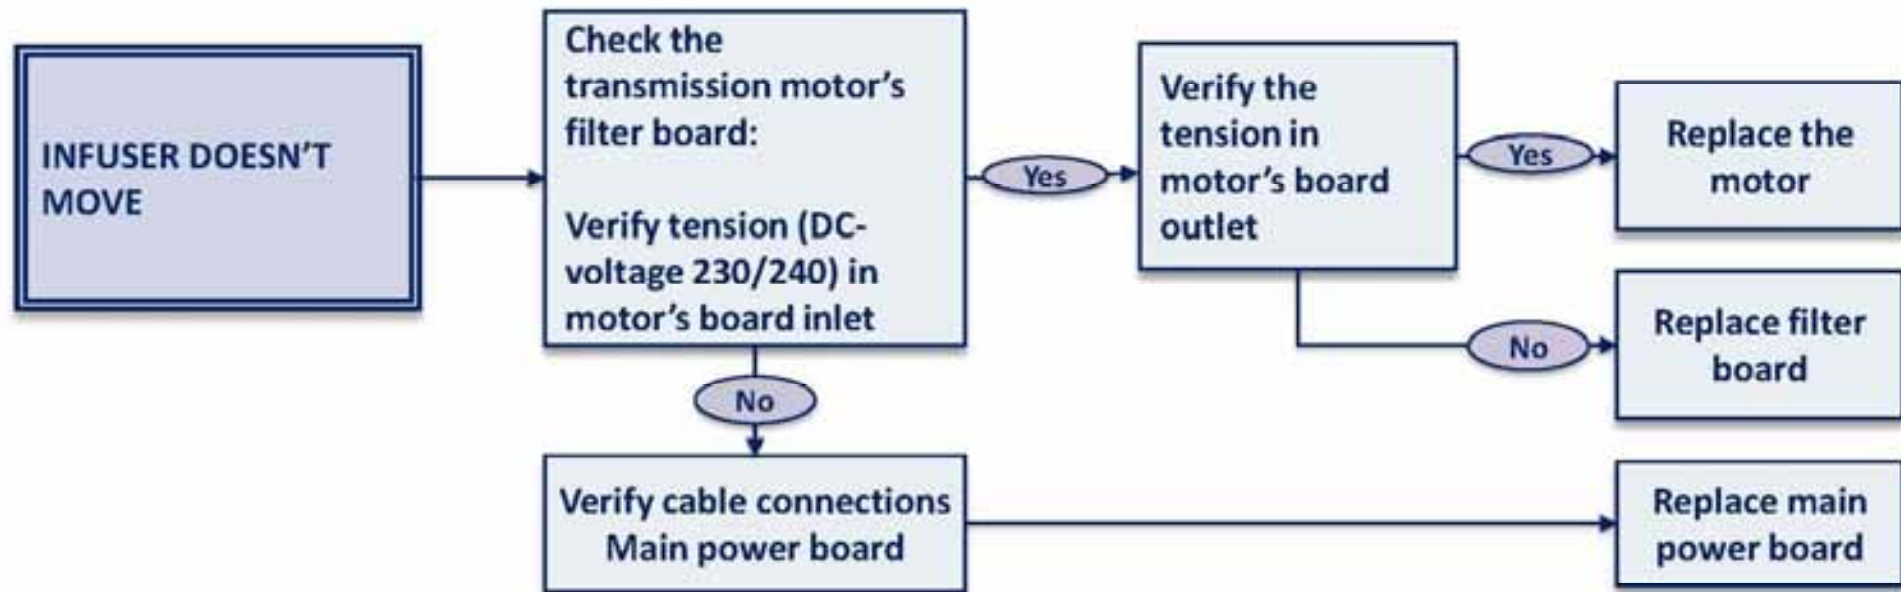 INFUSER DOESN'T
MOVE
Check the
transmission motor's
filter board:
Verify tension (DC-
voltage 230/240) in
motor's board inlet
Yes
Verify the
tension in
motor's board
outlet
Yes
Replace the
motor
No
Replace filter
board
No
Verify cable connections
Main power board
Replace main
power board